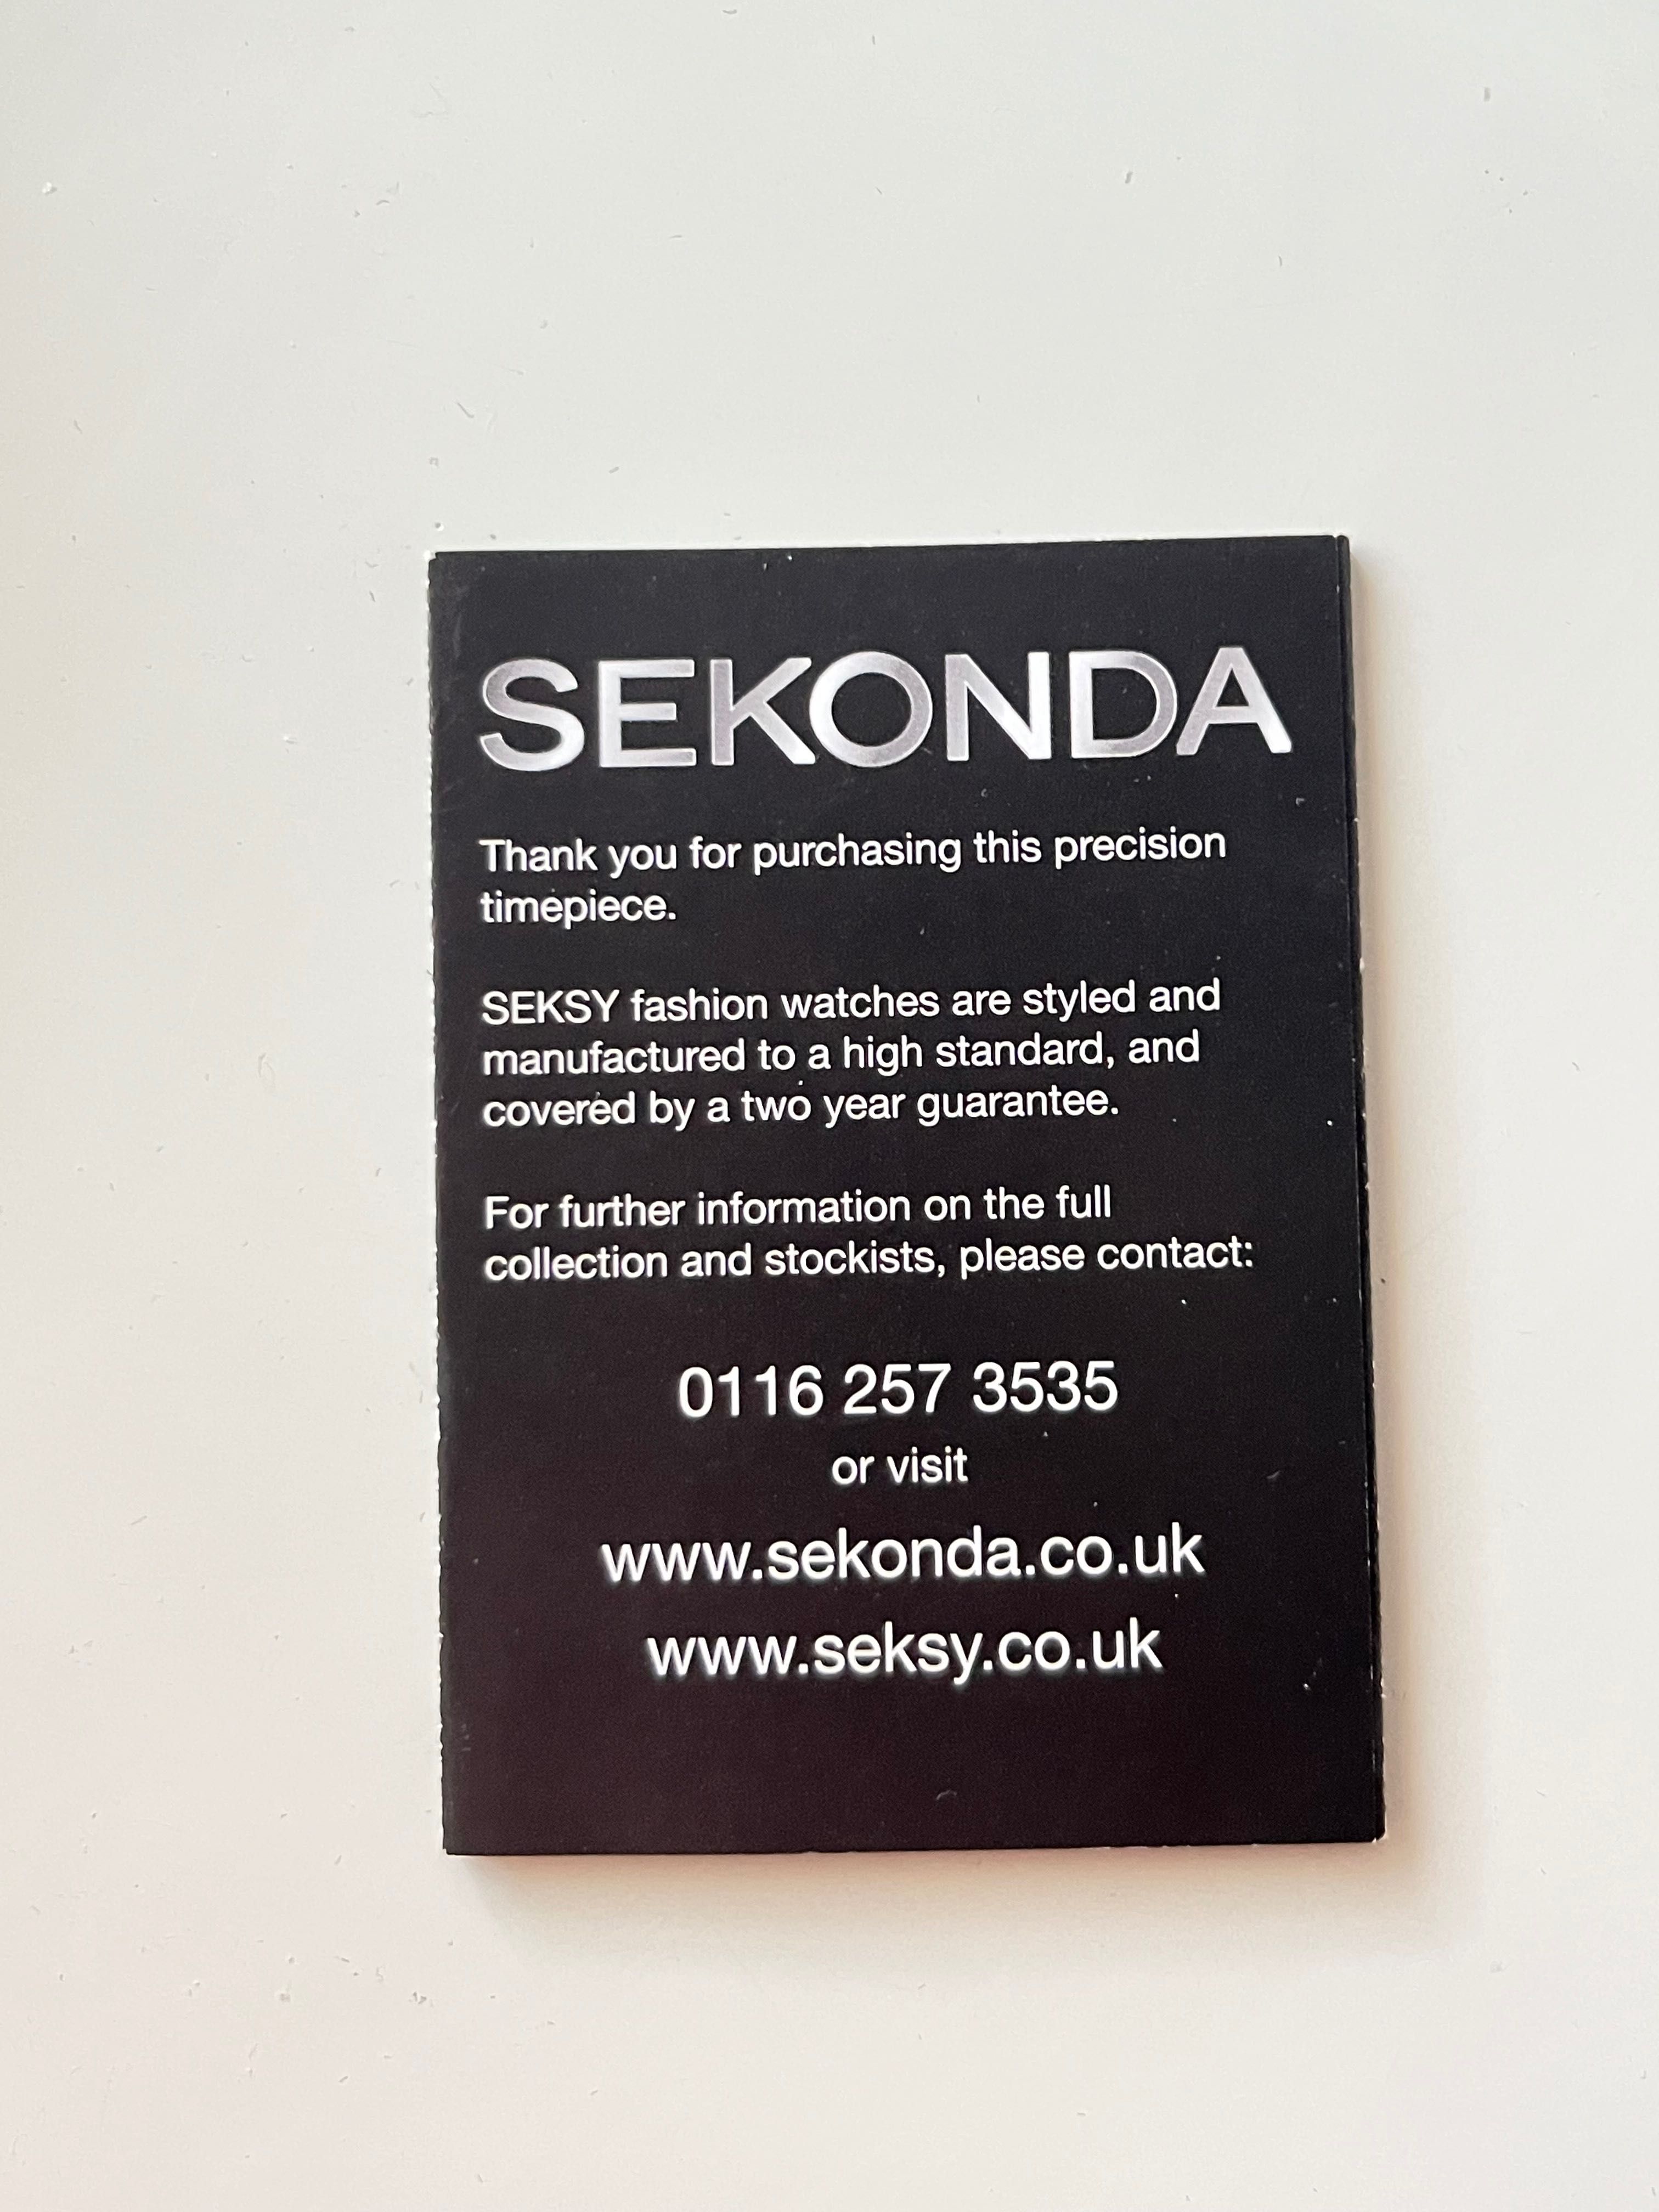 SEKONDA
Thank you for purchasing this precision
timepiece.
SEKSY fashion watches are styled and
manufactured to a high standard, and
covered by a two year guarantee.
For further information on the full
collection and stockists, please contact:
0116 257 3535
or visit
www.sekonda.co.uk
www.seksy.co.uk